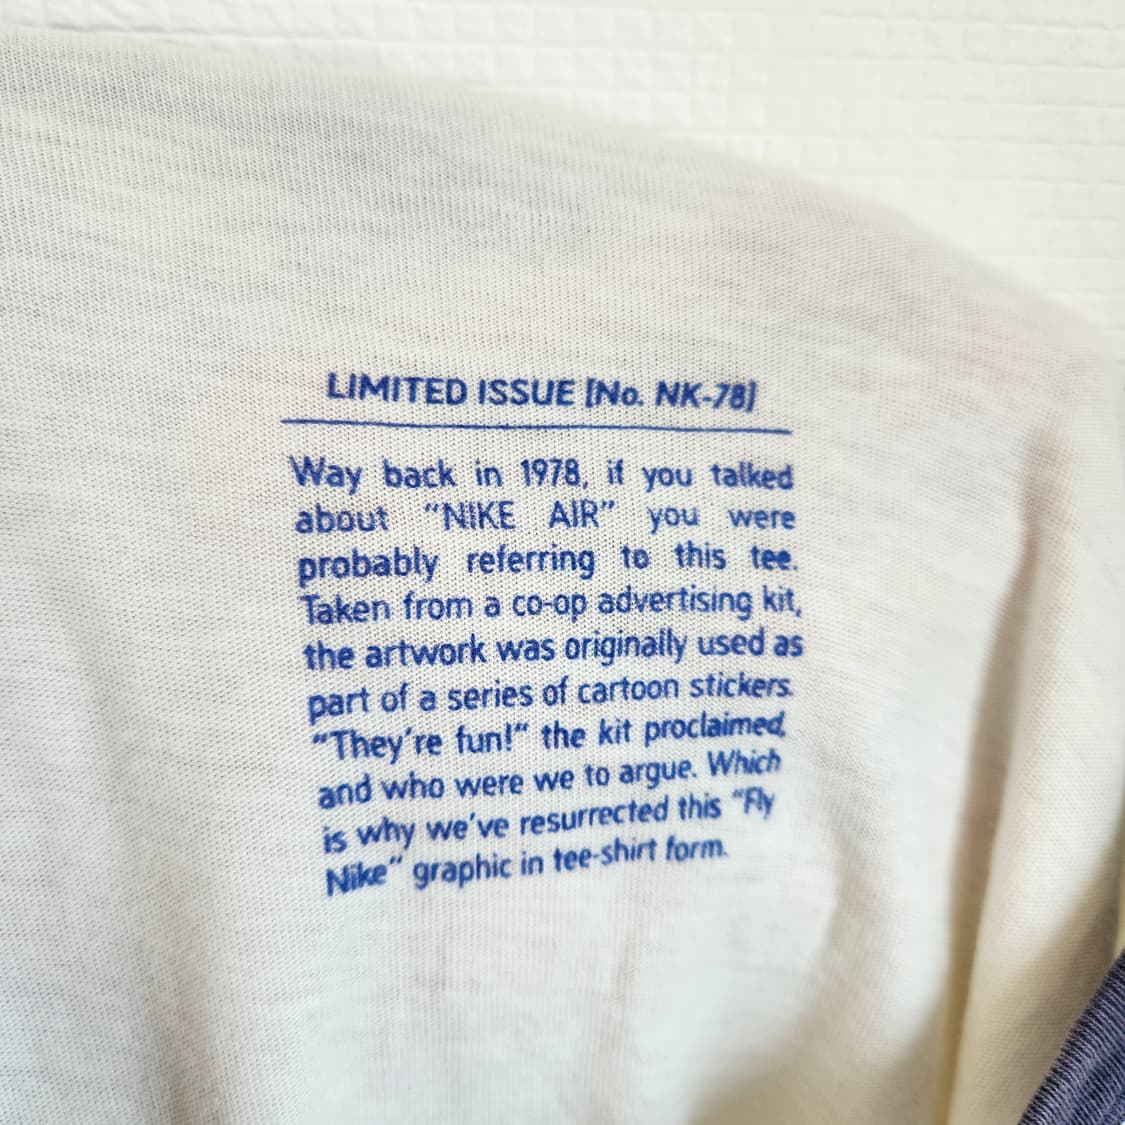 LIMITED ISSUE [No. NK-78]
Way back in 1978, if you talked
about “NIKE AIR” you were
probably referring to this tee.
Taken from a co-op advertising kit,
the artwork was originally used as
part of a series of cartoon stickers.
“They’re fun!“ the kit proclaimed,
and who were we to argue. Which
is why we’ve resurrected this “Fly
Nike“ graphic in tee-shirt form.